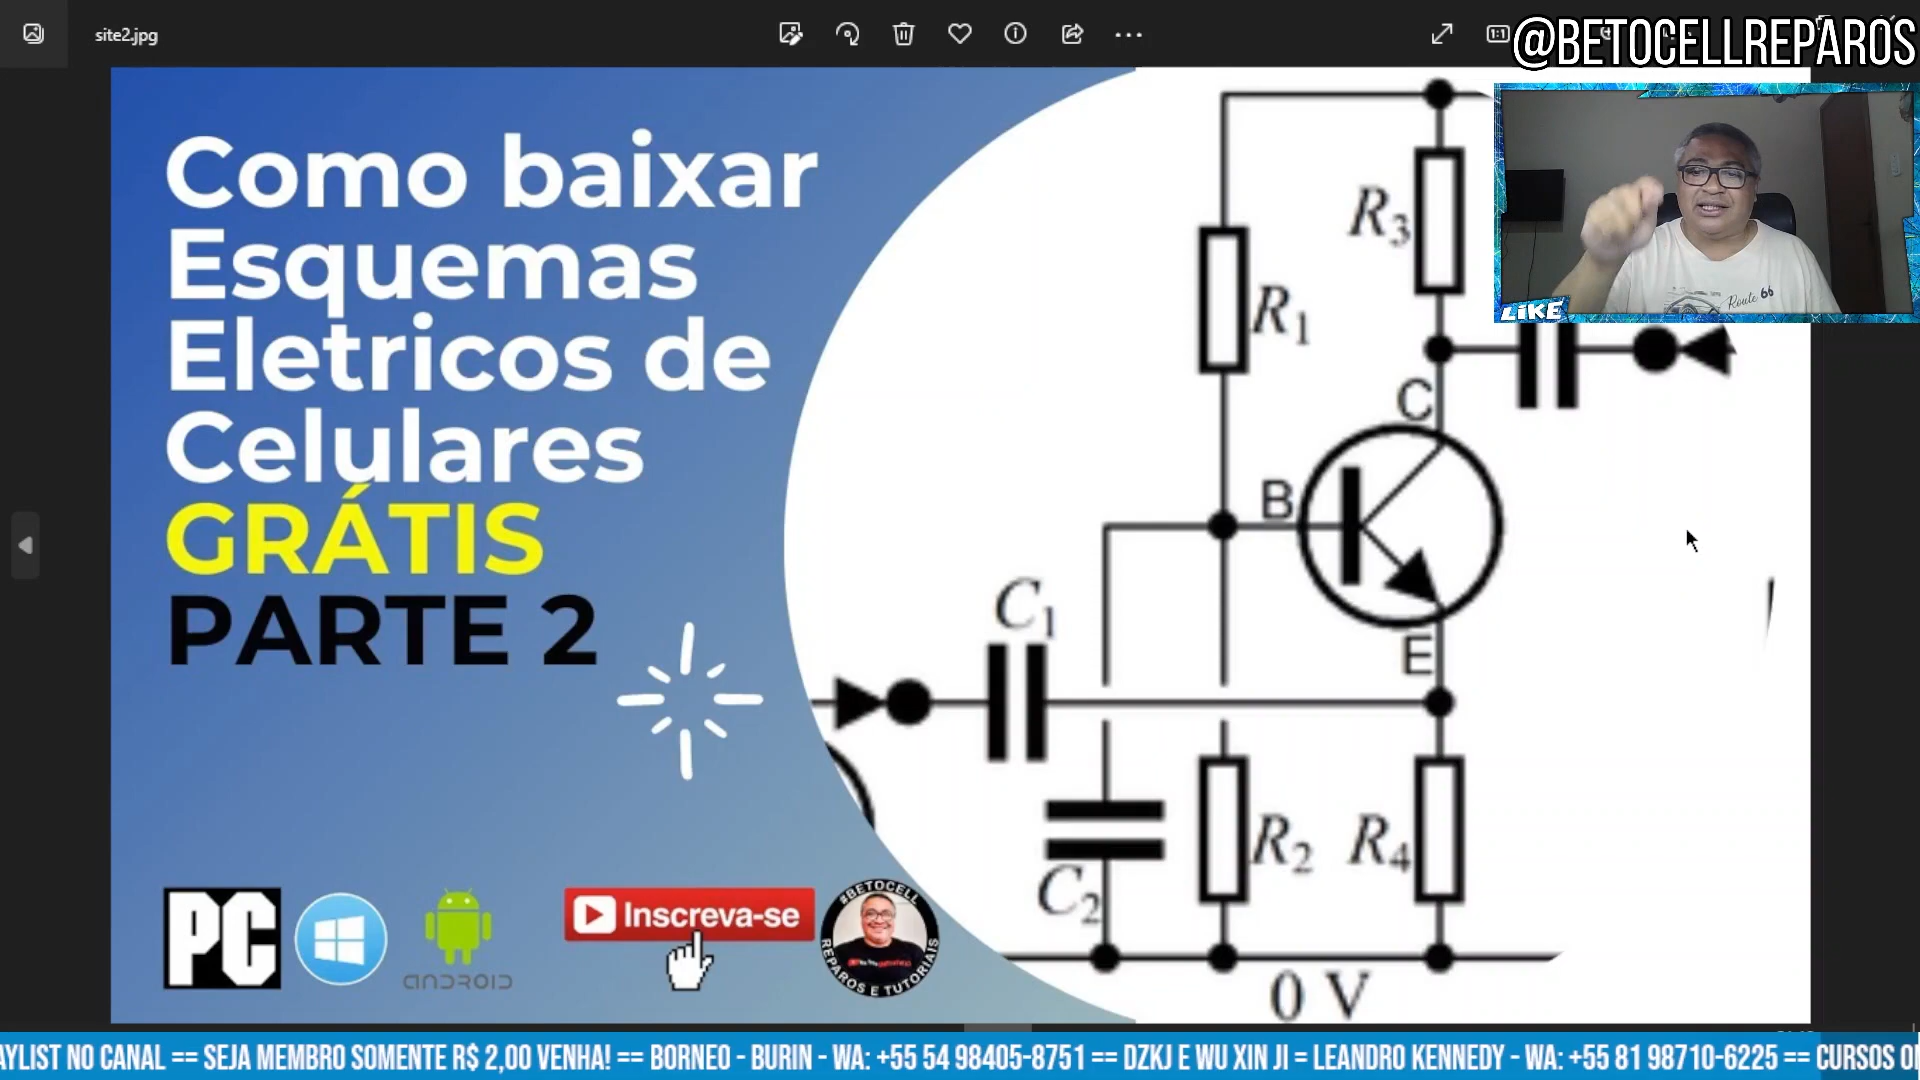 site2.jpg
@BETOCELLREPAROS
Como baixar
Esquemas
Eletricos de
Celulares
GRÁTIS
PARTE 2
R3
R1
C
B
C1
E
R2
R4
C2
0 V
Route 66
LIKE
PC
ANDROID
Inscreva-se
#BETOCELL
REPAROS E TUTORIAIS
AYLIST NO CANAL == SEJA MEMBRO SOMENTE R$ 2,00 VENHA! == BORNEO - BURIN - WA: +55 54 98405-8751 == DZKJ E WU XIN JI = LEANDRO KENNEDY - WA: +55 81 98710-6225 == CURSOS